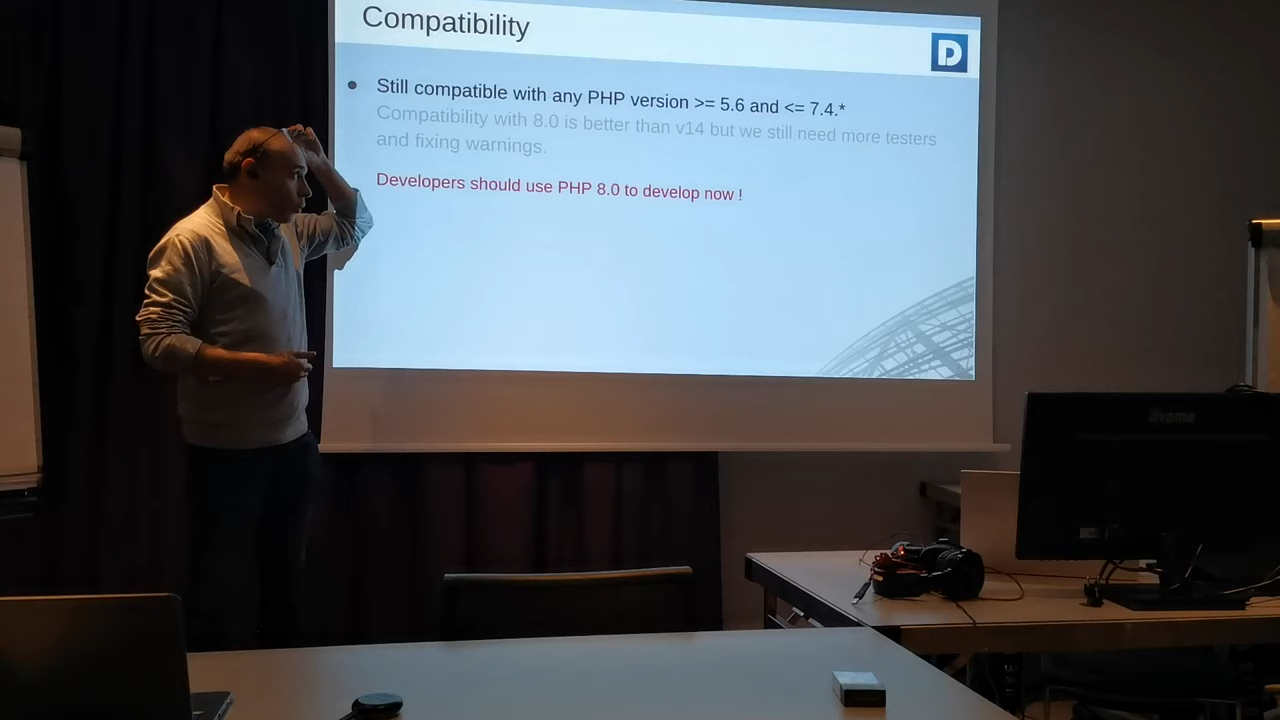 Compatibility
D
Still compatible with any PHP version >= 5.6 and <= 7.4.*
Compatibility with 8.0 is better than v14 but we still need more testers
and fixing warnings.
Developers should use PHP 8.0 to develop now !
iiyama